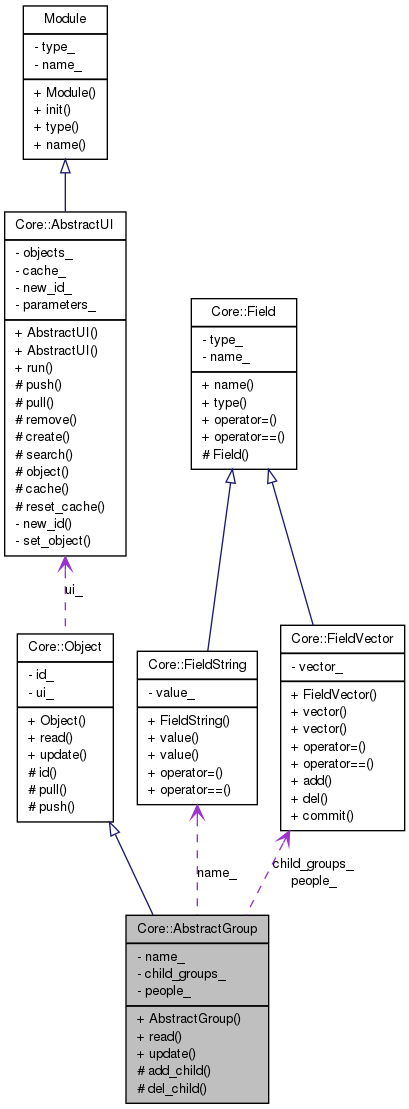 Module
- type_
- name_
+ Module()
+ init()
+ type()
+ name()
Core::AbstractUI
- objects_
- cache_
- new_id_
- parameters_
+ AbstractUI()
+ AbstractUI()
+ run()
# push()
# pull()
# remove()
# create()
# search()
# object()
# cache()
# reset_cache()
- new_id()
- set_object()
Core::Field
- type_
- name_
+ name()
+ type()
+ operator=()
+ operator==()
# Field()
ui_
Core::Object
- id_
- ui_
+ Object()
+ read()
+ update()
# id()
# pull()
# push()
Core::FieldString
- value_
+ FieldString()
+ value()
+ value()
+ operator=()
+ operator==()
Core::FieldVector
- vector_
+ FieldVector()
+ vector()
+ vector()
+ operator=()
+ operator==()
+ add()
+ del()
+ commit()
name_
child_groups_
people_
Core::AbstractGroup
- name_
- child_groups_
- people_
+ AbstractGroup()
+ read()
+ update()
# add_child()
# del_child()